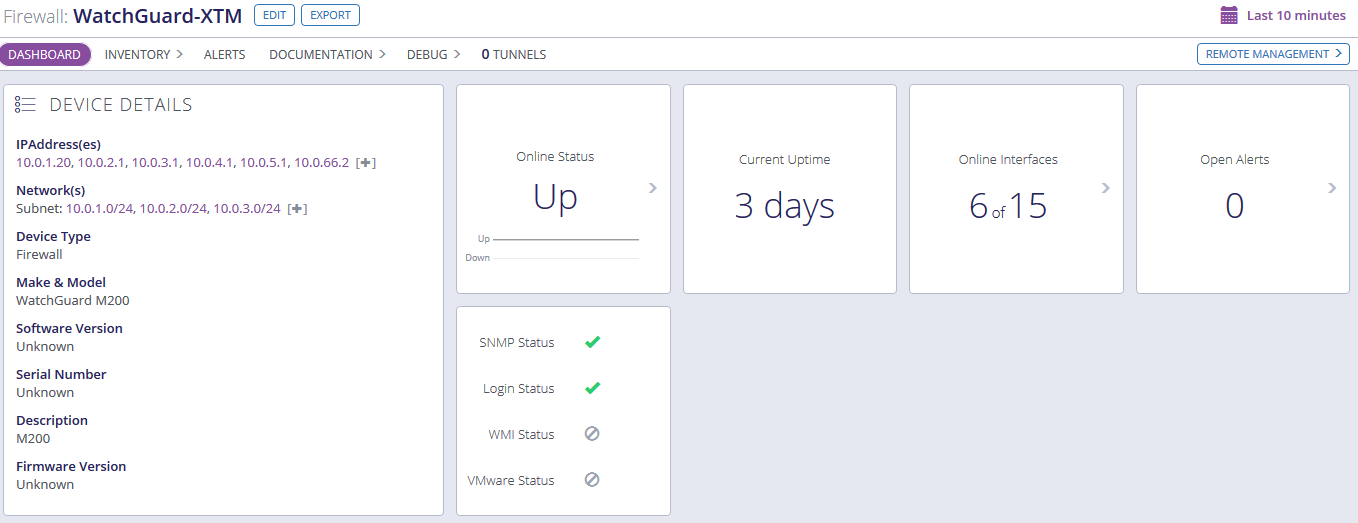 Firewall: WatchGuard-XTM EDIT EXPORT Last 10 minutes
DASHBOARD INVENTORY ALERTS DOCUMENTATION DEBUG 0 TUNNELS REMOTE MANAGEMENT
DEVICE DETAILS
IPAddress(es)
10.0.1.20, 10.0.2.1, 10.0.3.1, 10.0.4.1, 10.0.5.1, 10.0.66.2 [+]
Network(s)
Subnet: 10.0.1.0/24, 10.0.2.0/24, 10.0.3.0/24 [+]
Device Type
Firewall
Make & Model
WatchGuard M200
Software Version
Unknown
Serial Number
Unknown
Description
M200
Firmware Version
Unknown
Online Status
Up
Up
Down
Current Uptime
3 days
Online Interfaces
6 of 15
Open Alerts
0
SNMP Status
Login Status
WMI Status
VMware Status